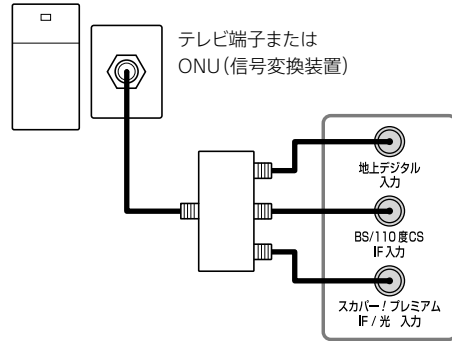 テレビ端子または
ONU(信号変換装置)
地上デジタル
入力
BS/110度CS
IF入力
スカパー!プレミアム
IF/光 入力